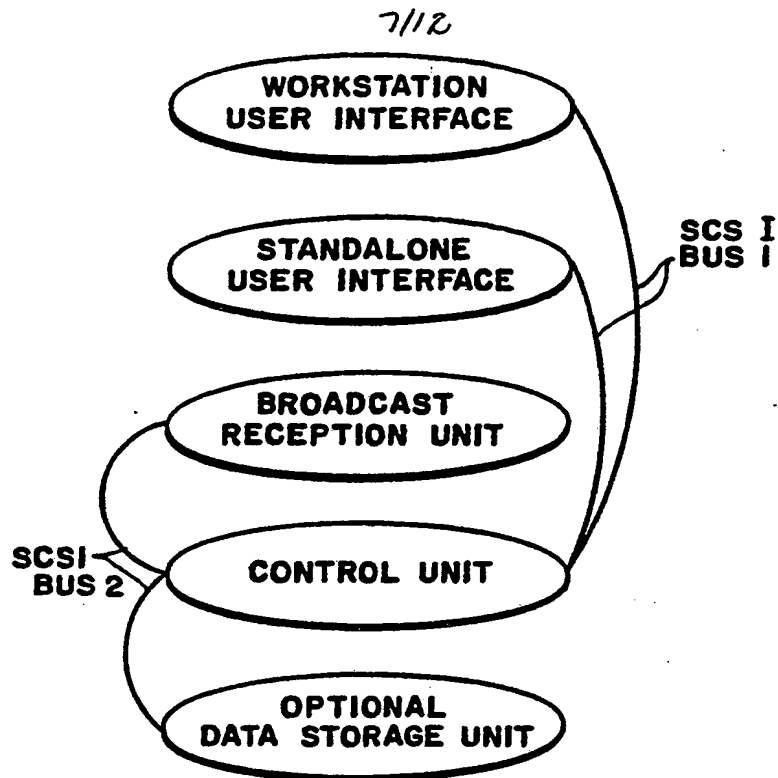 7/12
WORKSTATION
USER INTERFACE
STANDALONE
USER INTERFACE
SCS I
BUS 1
BROADCAST
RECEPTION UNIT
SCSI
BUS 2
CONTROL UNIT
OPTIONAL
DATA STORAGE UNIT